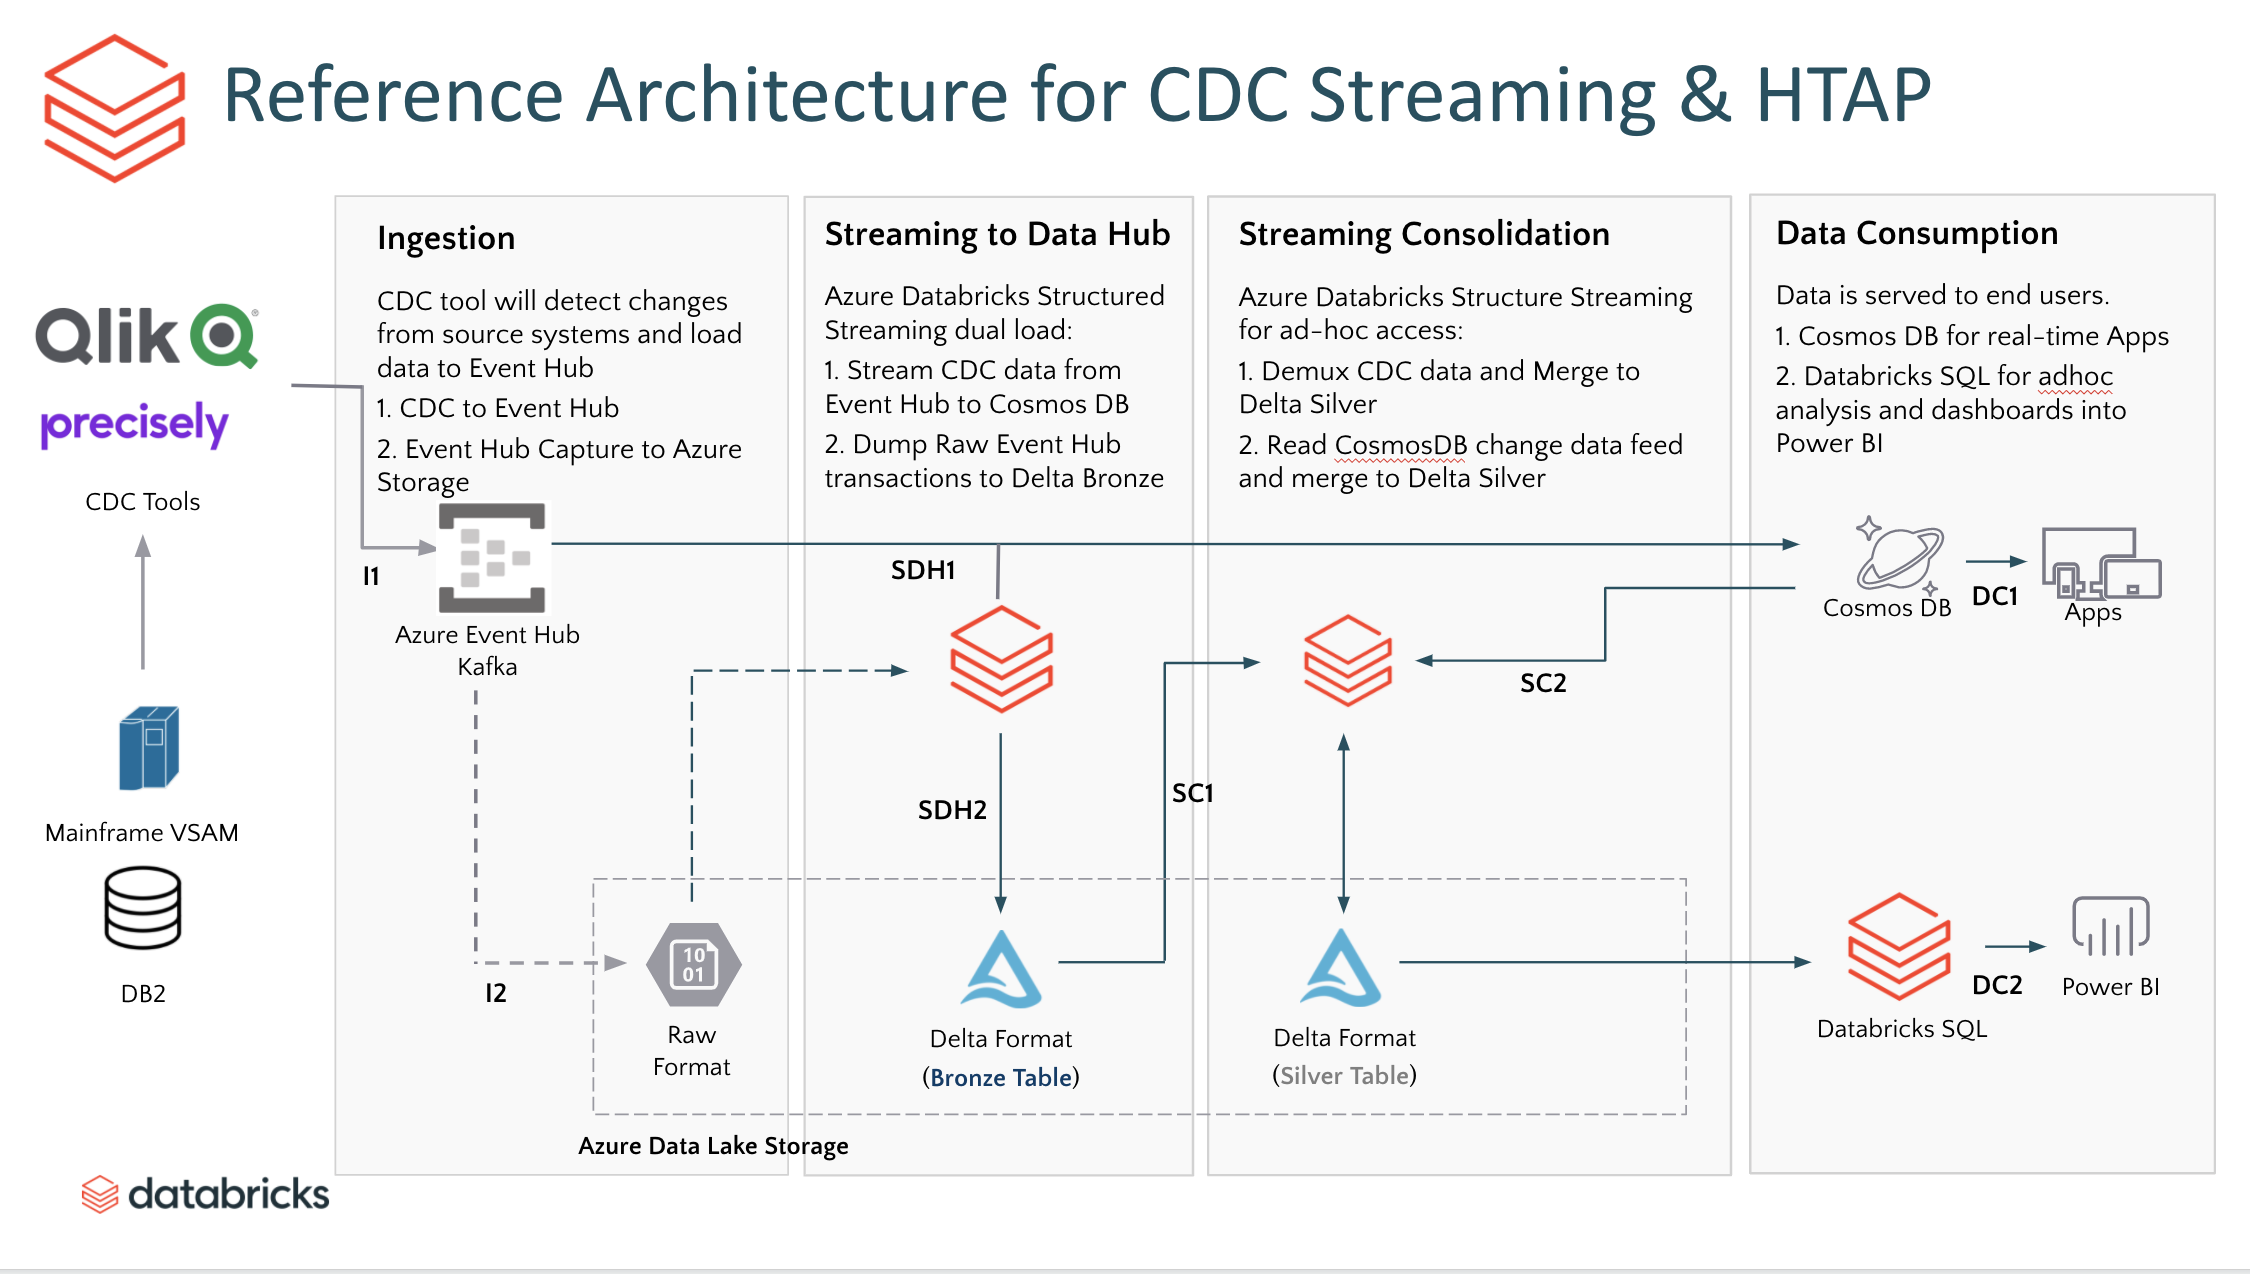 Reference Architecture for CDC Streaming & HTAP
Qlik
®
precisely
CDC Tools
Mainframe VSAM
DB2
Ingestion
CDC tool will detect changes
from source systems and load
data to Event Hub
1. CDC to Event Hub
2. Event Hub Capture to Azure
Storage
I1
Azure Event Hub
Kafka
I2
10
01
Raw
Format
Azure Data Lake Storage
Streaming to Data Hub
Azure Databricks Structured
Streaming dual load:
1. Stream CDC data from
Event Hub to Cosmos DB
2. Dump Raw Event Hub
transactions to Delta Bronze
SDH1
SDH2
Delta Format
(Bronze Table)
SC1
Streaming Consolidation
Azure Databricks Structure Streaming
for ad-hoc access:
1. Demux CDC data and Merge to
Delta Silver
2. Read CosmosDB change data feed
and merge to Delta Silver
SC2
Delta Format
(Silver Table)
Data Consumption
Data is served to end users.
1. Cosmos DB for real-time Apps
2. Databricks SQL for adhoc
analysis and dashboards into
Power BI
Cosmos DB
DC1
Apps
Databricks SQL
DC2
Power BI
databricks